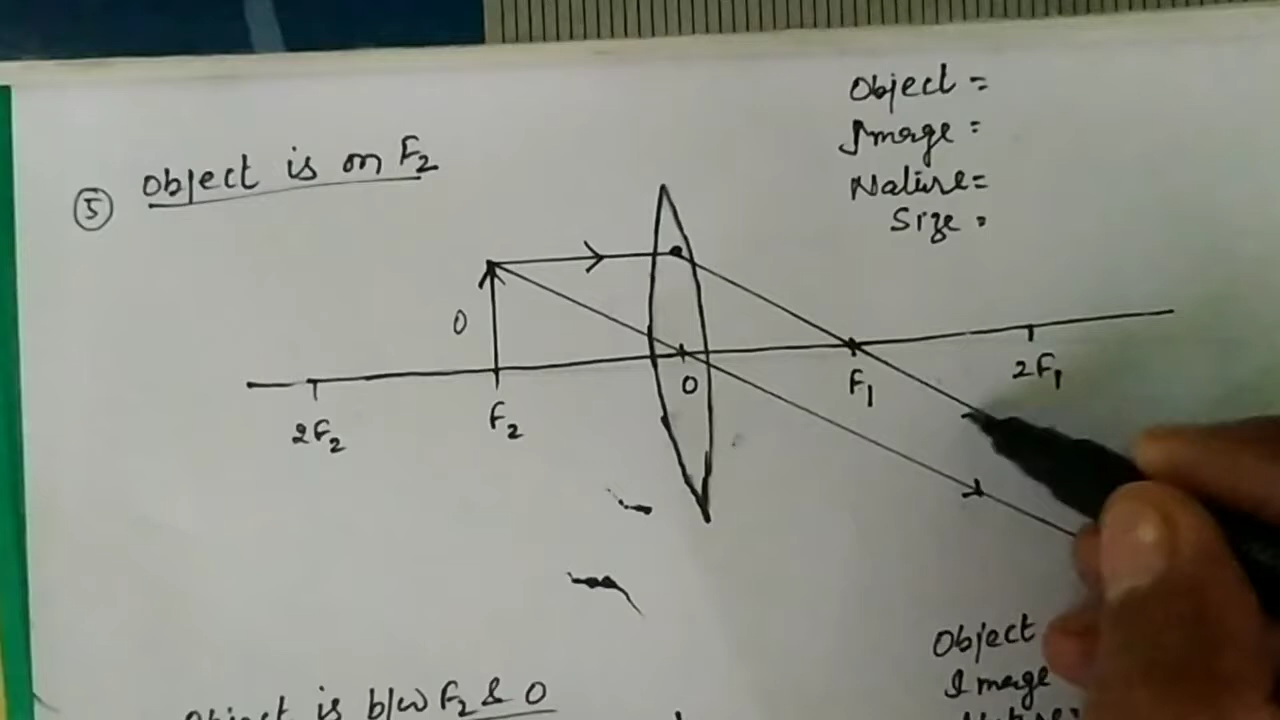 Object =
Image =
Nature =
Size =
5 Object is on F2
O
O
F1
2F1
F2
2F2
Object
Image
Object is b/w F2 & O